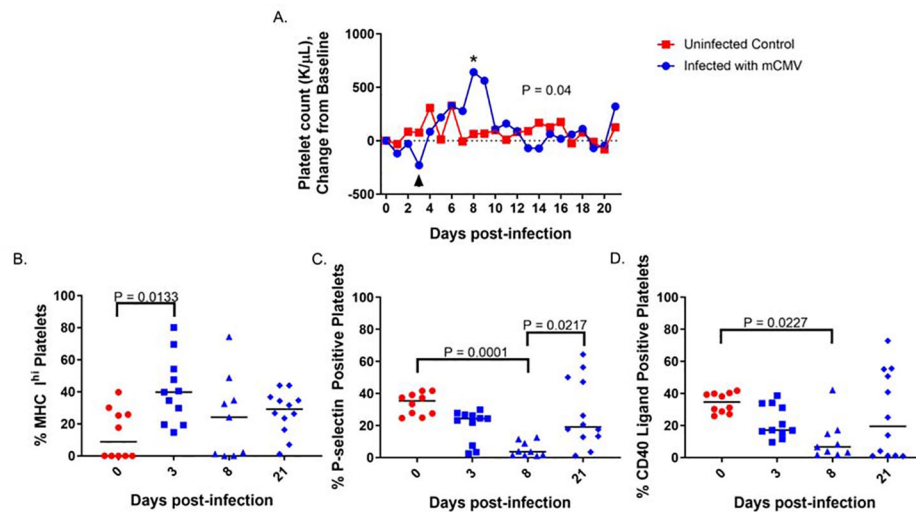 A.
Platelet count (K/μL),
Change from Baseline
1000
500
0
-500
*
P = 0.04
0 2 4 6 8 10 12 14 16 18 20
Days post-infection
Uninfected Control
Infected with mCMV
B.
% MHC I^hi Platelets
100
80
60
40
20
0
P = 0.0133
0 3 8 21
Days post-infection
C.
% P-selectin Positive Platelets
100
80
60
40
20
0
P = 0.0001
P = 0.0217
0 3 8 21
Days post-infection
D.
% CD40 Ligand Positive Platelets
100
80
60
40
20
0
P = 0.0227
0 3 8 21
Days post-infection